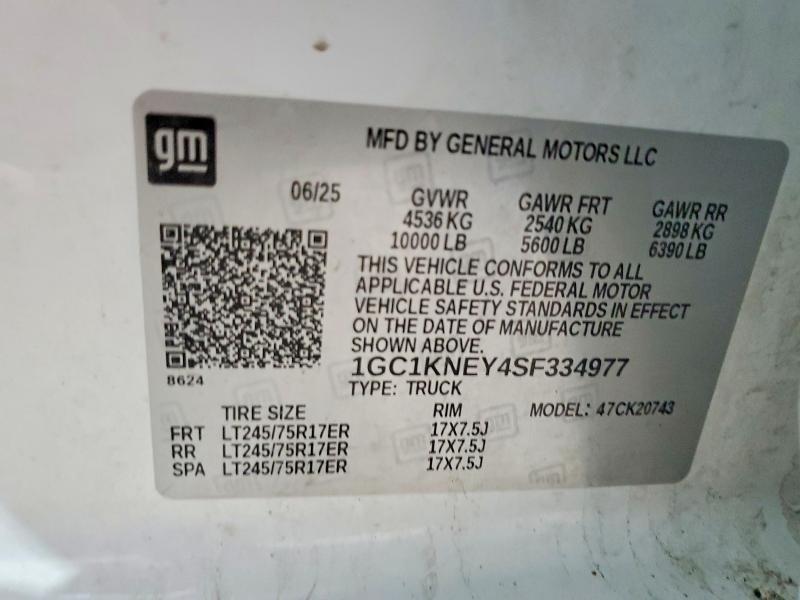 gm
MFD BY GENERAL MOTORS LLC
06/25
GVWR GAWR FRT GAWR RR
4536 KG 2540 KG 2898 KG
10000 LB 5600 LB 6390 LB
THIS VEHICLE CONFORMS TO ALL
APPLICABLE U.S. FEDERAL MOTOR
VEHICLE SAFETY STANDARDS IN EFFECT
ON THE DATE OF MANUFACTURE
SHOWN ABOVE.
1GC1KNEY4SF334977
8624
TYPE: TRUCK
TIRE SIZE RIM MODEL: 47CK20743
FRT LT245/75R17ER 17X7.5J
RR LT245/75R17ER 17X7.5J
SPA LT245/75R17ER 17X7.5J